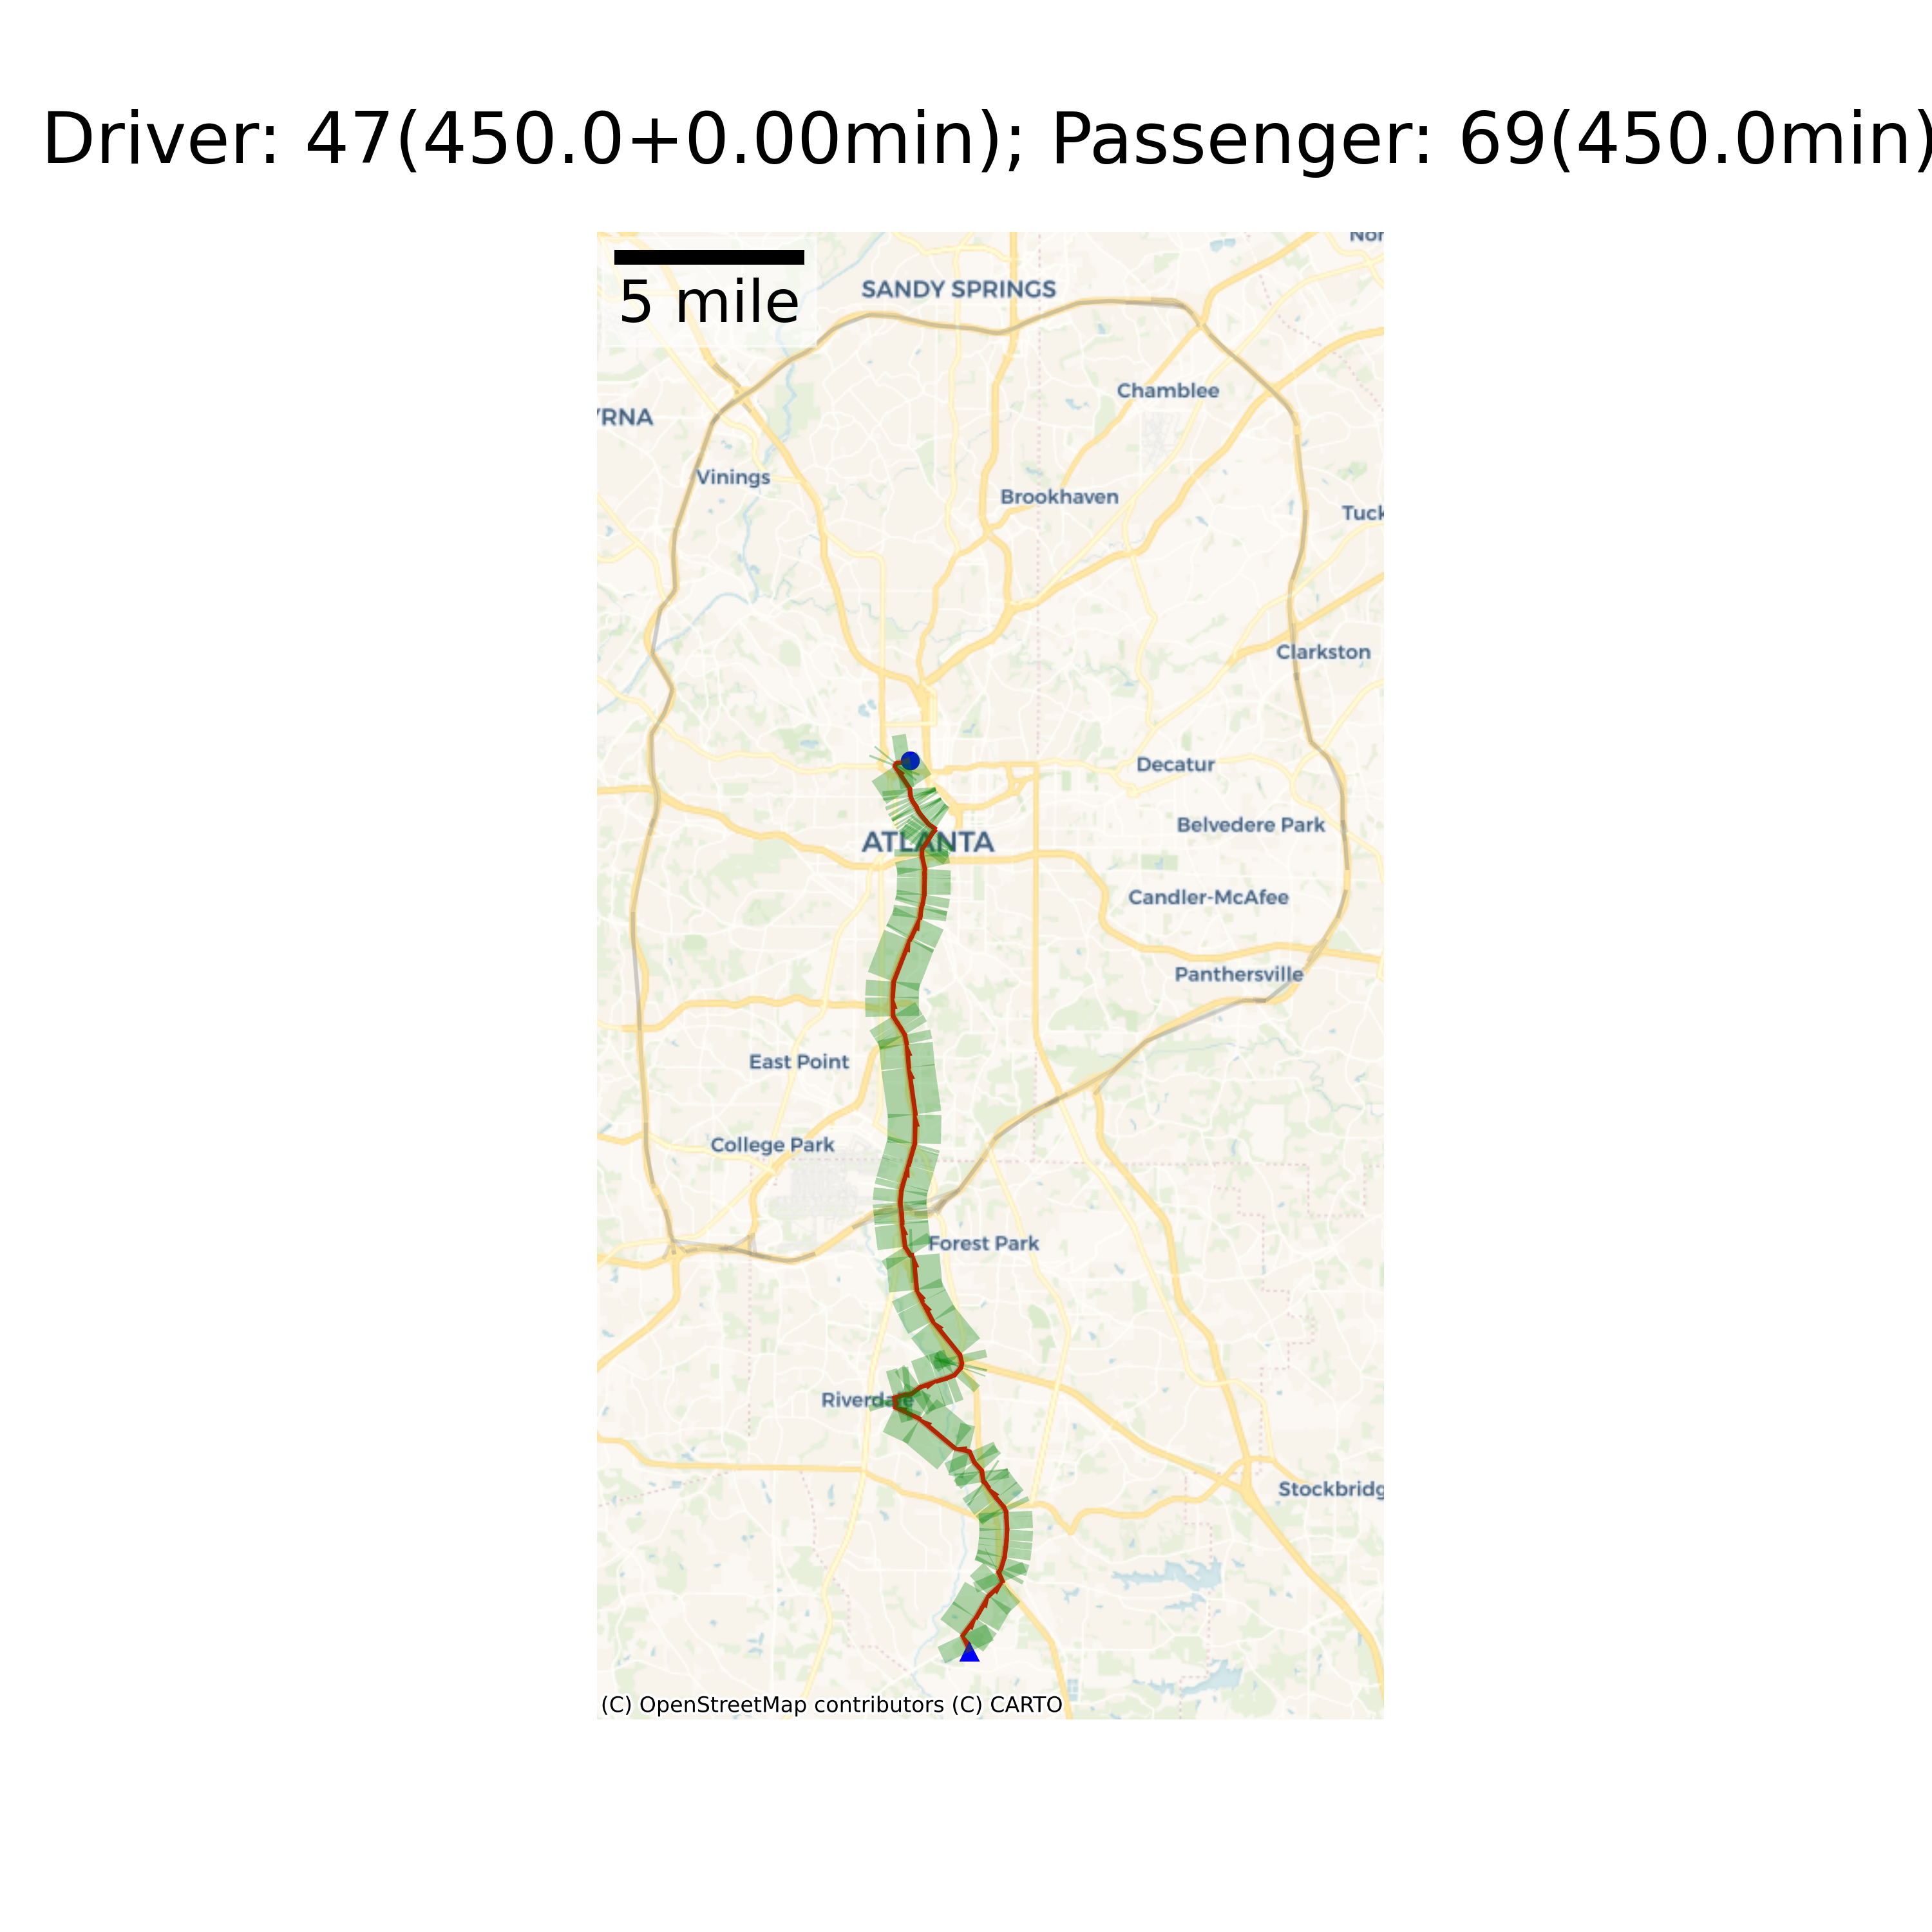 Driver: 47(450.0+0.00min); Passenger: 69(450.0min)
Nor
5 mile
SANDY SPRINGS
Chamblee
YRNA
Vinings
Brookhaven
Tuck
Clarkston
Decatur
Belvedere Park
ATLANTA
Candler-McAfee
Panthersville
East Point
College Park
Forest Park
Riverdale
Stockbridg
(C) OpenStreetMap contributors (C) CARTO